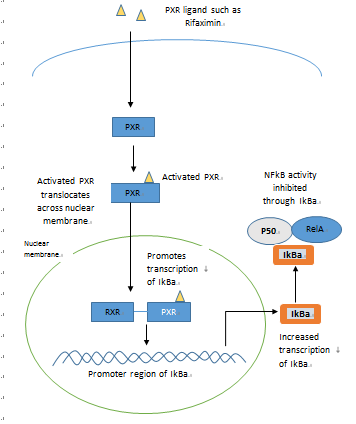 PXR ligand such as
Rifaximin.
PXR
Activated PXR
translocates
across nuclear
membrane.
PXR
Activated PXR
NFkB activity
inhibited
through IkBa.
P50
RelA
IkBa
Nuclear
membrane.
Promotes
transcription ↓
of IkBa.
RXR
PXR
IkBa
Increased
transcription ↓
of IkBa.
Promoter region of IkBa.